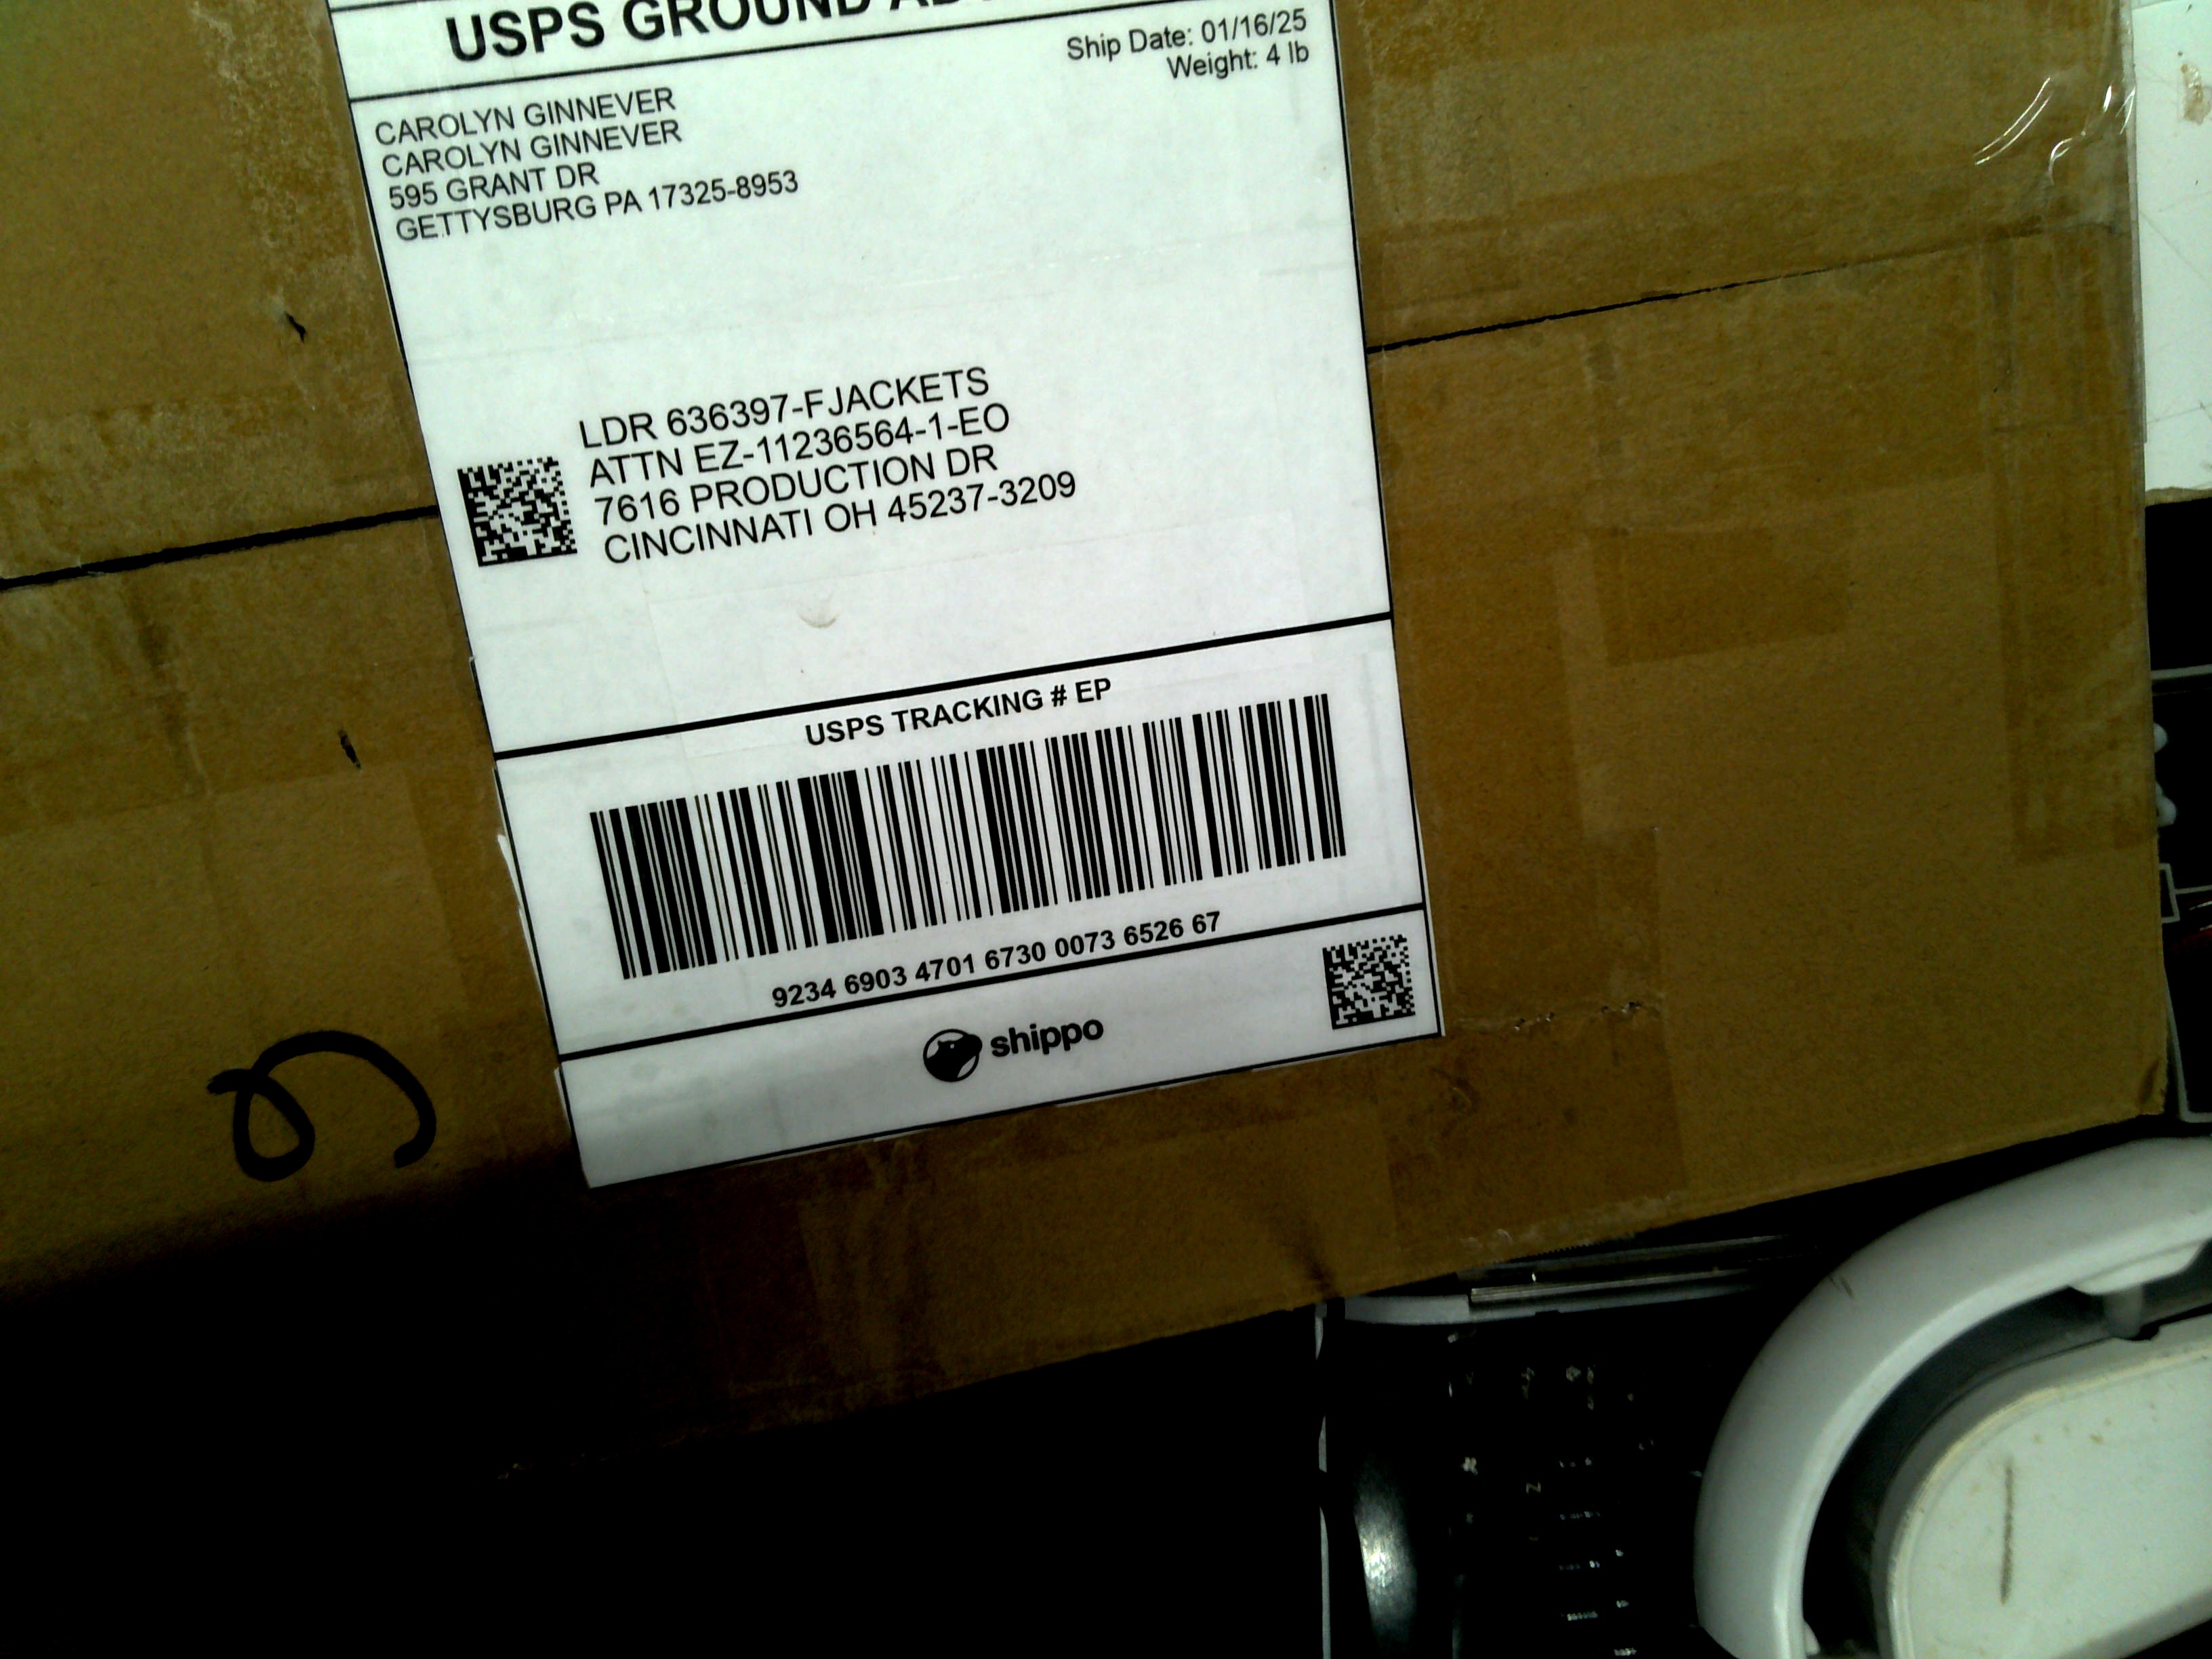 USPS GROUND
Ship Date: 01/16/25
Weight: 4 lb
CAROLYN GINNEVER
CAROLYN GINNEVER
595 GRANT DR
GETTYSBURG PA 17325-8953
LDR 636397-FJACKETS
ATTN EZ-11236564-1-EO
7616 PRODUCTION DR
CINCINNATI OH 45237-3209
USPS TRACKING # EP
9234 6903 4701 6730 0073 6526 67
shippo